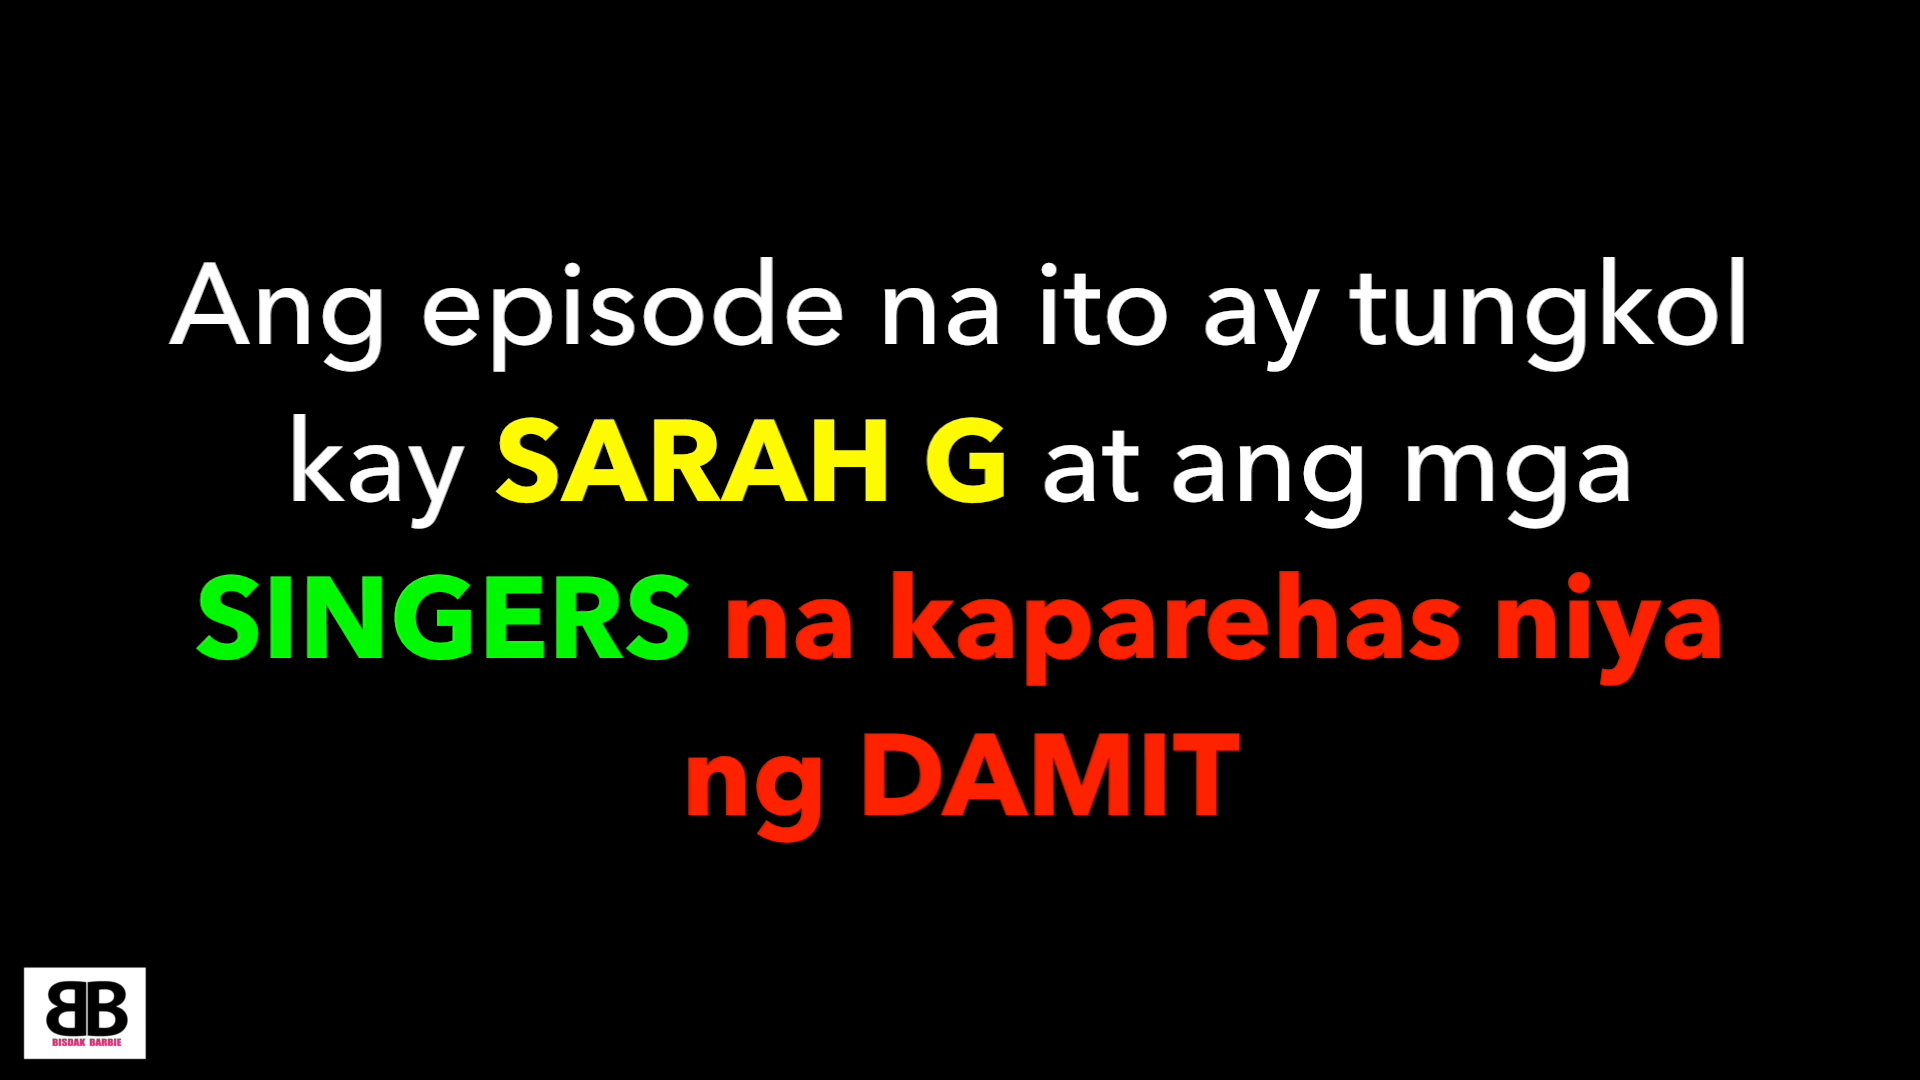 Ang episode na ito ay tungkol
kay SARAH G at ang mga
SINGERS na kaparehas niya
ng DAMIT
BB
BISDAK BARBIE